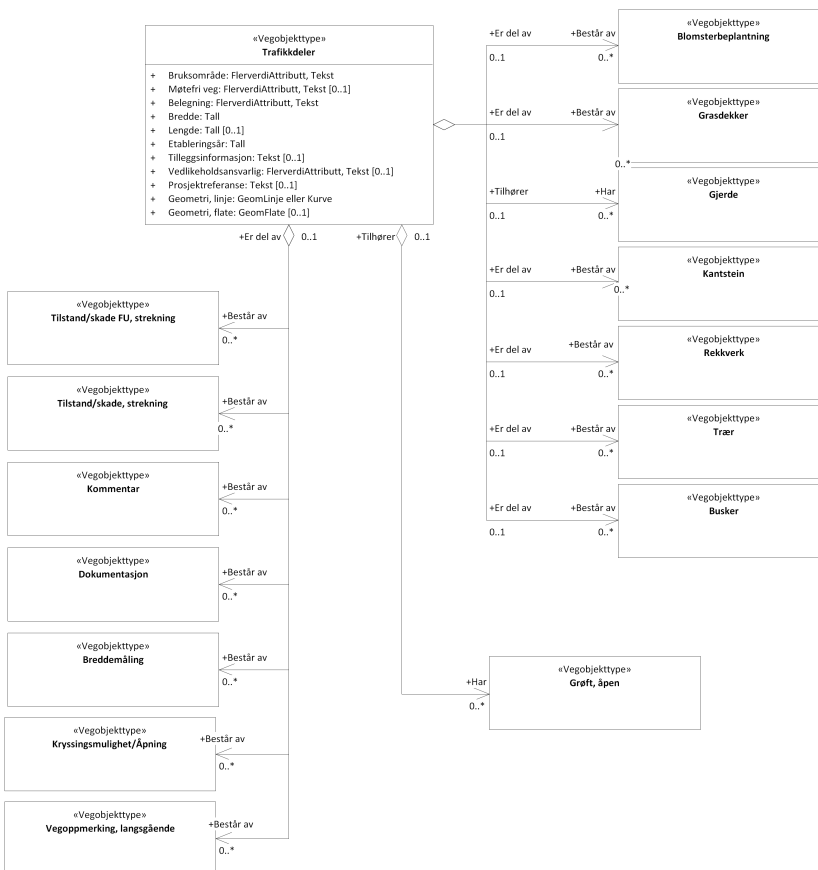 «Vegobjekttype»
Trafikkdeler
+ Bruksområde: FlerverdiAttributt, Tekst
+ Møtefri veg: FlerverdiAttributt, Tekst [0..1]
+ Belegning: FlerverdiAttributt, Tekst
+ Bredde: Tall
+ Lengde: Tall [0..1]
+ Etableringsår: Tall
+ Tilleggsinformasjon: Tekst [0..1]
+ Vedlikeholdsansvarlig: FlerverdiAttributt, Tekst [0..1]
+ Prosjektreferanse: Tekst [0..1]
+ Geometri, linje: GeomLinje eller Kurve
+ Geometri, flate: GeomFlate [0..1]
+Er del av 0..1
+Tilhører 0..1
+Er del av +Består av
0..1 0..*
«Vegobjekttype»
Blomsterbeplantning
+Er del av +Består av
0..1
0..*
«Vegobjekttype»
Grasdekker
+Tilhører +Har
0..1 0..*
«Vegobjekttype»
Gjerde
+Er del av +Består av
0..1 0..*
«Vegobjekttype»
Kantstein
+Er del av +Består av
0..1 0..*
«Vegobjekttype»
Rekkverk
+Er del av +Består av
0..1 0..*
«Vegobjekttype»
Trær
+Er del av +Består av
0..1 0..*
«Vegobjekttype»
Busker
«Vegobjekttype»
Tilstand/skade FU, strekning
+Består av
0..*
«Vegobjekttype»
Tilstand/skade, strekning
+Består av
0..*
«Vegobjekttype»
Kommentar
+Består av
0..*
«Vegobjekttype»
Dokumentasjon
+Består av
0..*
«Vegobjekttype»
Breddemåling
+Består av
0..*
«Vegobjekttype»
Kryssingsmulighet/Åpning
+Består av
0..*
«Vegobjekttype»
Vegoppmerking, langsgående
+Består av
0..*
+Har
0..*
«Vegobjekttype»
Grøft, åpen